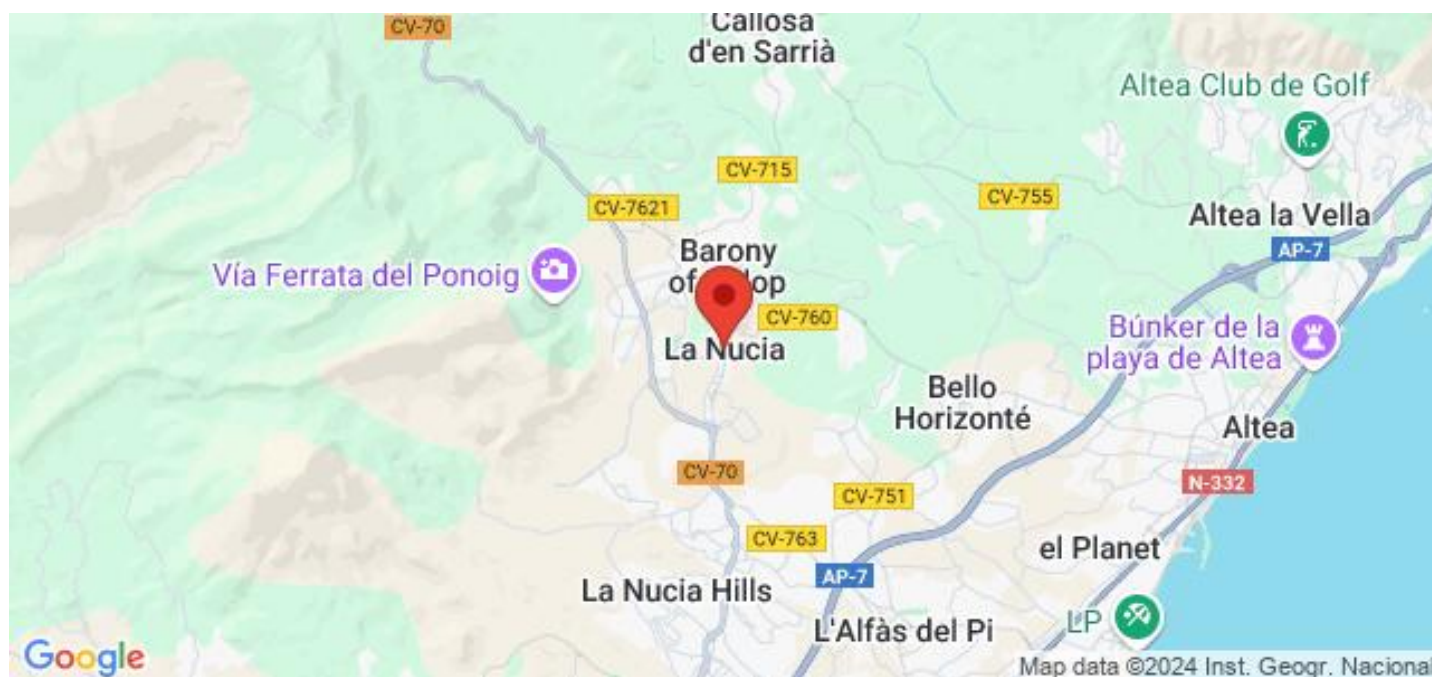 CV-70
Callosa
d'en Sarrià
Altea Club de Golf
CV-715
CV-7621
CV-755
Altea la Vella
Barony
of
op
AP-7
Vía Ferrata del Ponoig
CV-760
La Nucia
Búnker de la
playa de Altea
Bello
Horizonté
Altea
CV-70
N-332
CV-751
CV-763
el Planet
AP-7
La Nucia Hills
L'Alfàs del Pi
LP
Google
Map data ©2024 Inst. Geogr. Nacional